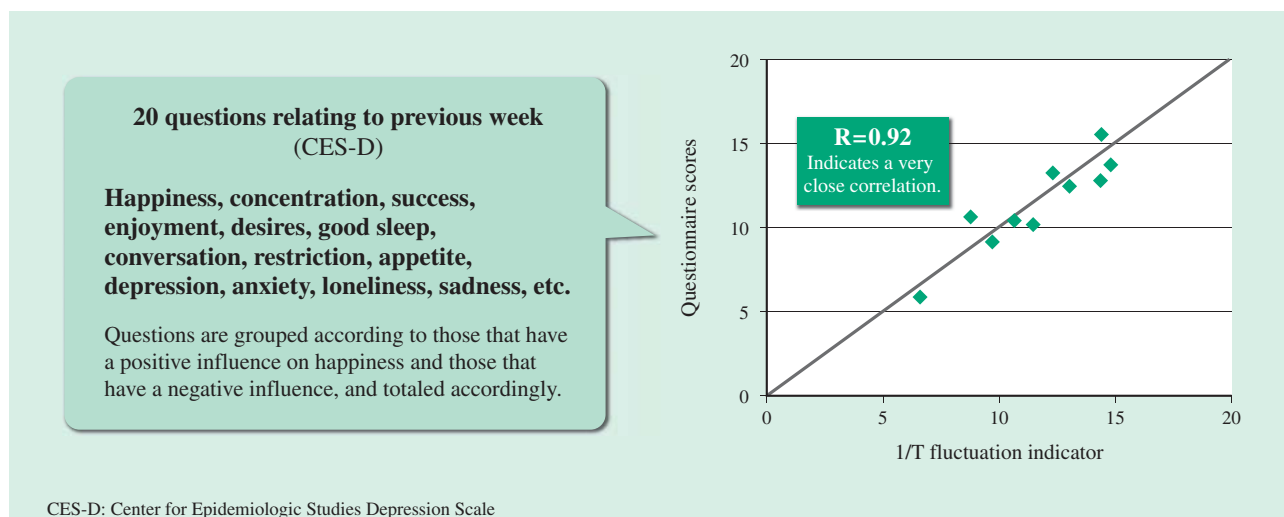 20 questions relating to previous week
(CES-D)
Happiness, concentration, success,
enjoyment, desires, good sleep,
conversation, restriction, appetite,
depression, anxiety, loneliness, sadness, etc.
Questions are grouped according to those that have
a positive influence on happiness and those that
have a negative influence, and totaled accordingly.
Questionnaire scores
20
15
10
5
0
R=0.92
Indicates a very
close correlation.
0 5 10 15 20
1/T fluctuation indicator
CES-D: Center for Epidemiologic Studies Depression Scale